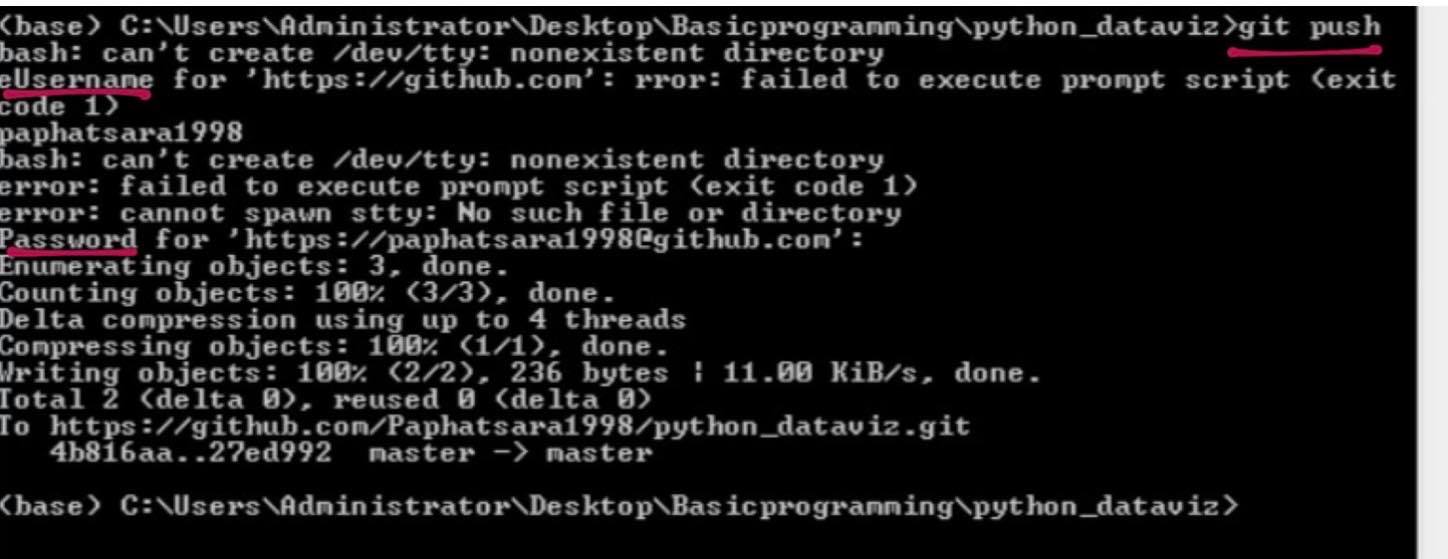 (base) C:\Users\Administrator\Desktop\Basicprogramming\python_dataviz>git push
bash: can't create /dev/tty: nonexistent directory
eUsername for 'https://github.com': rror: failed to execute prompt script (exit
code 1)
paphatsara1998
bash: can't create /dev/tty: nonexistent directory
error: failed to execute prompt script (exit code 1)
error: cannot spawn stty: No such file or directory
Password for 'https://paphatsara1998@github.com':
Enumerating objects: 3, done.
Counting objects: 100% (3/3), done.
Delta compression using up to 4 threads
Compressing objects: 100% (1/1), done.
Writing objects: 100% (2/2), 236 bytes | 11.00 KiB/s, done.
Total 2 (delta 0), reused 0 (delta 0)
To https://github.com/Paphatsara1998/python_dataviz.git
   4b816aa..27ed992  master -> master
(base) C:\Users\Administrator\Desktop\Basicprogramming\python_dataviz>